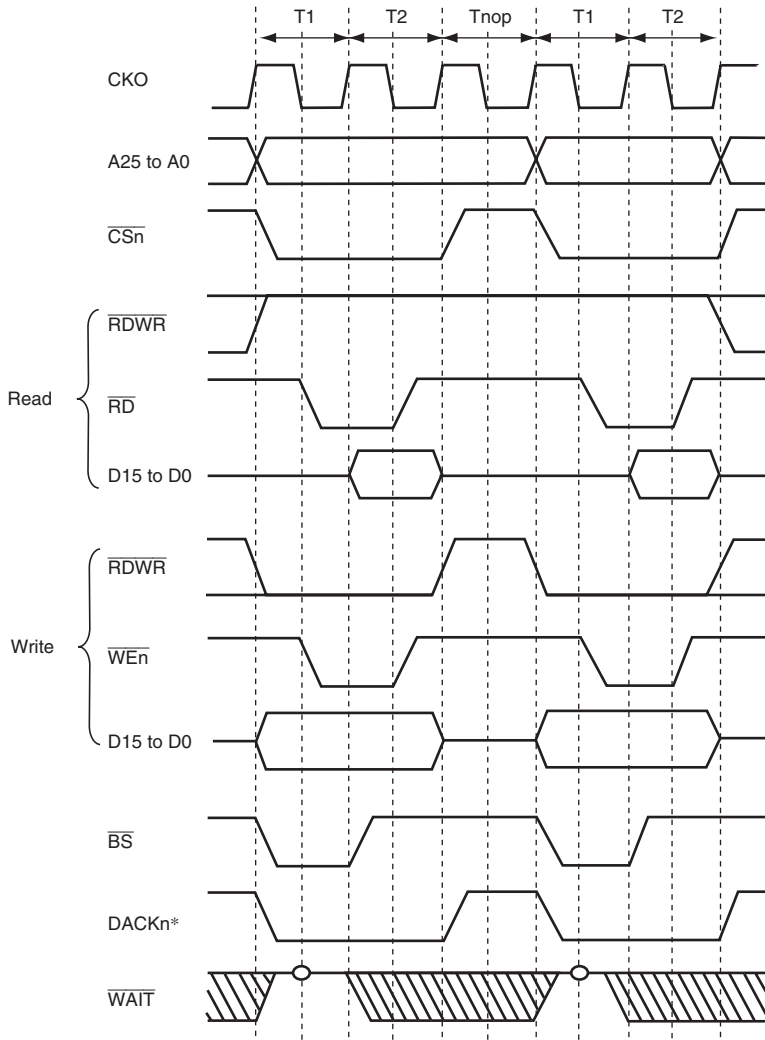 T1 T2 Tnop T1 T2
CKO
A25 to A0
CSn
Read
RDWR
RD
D15 to D0
Write
RDWR
WEn
D15 to D0
BS
DACKn*
WAIT